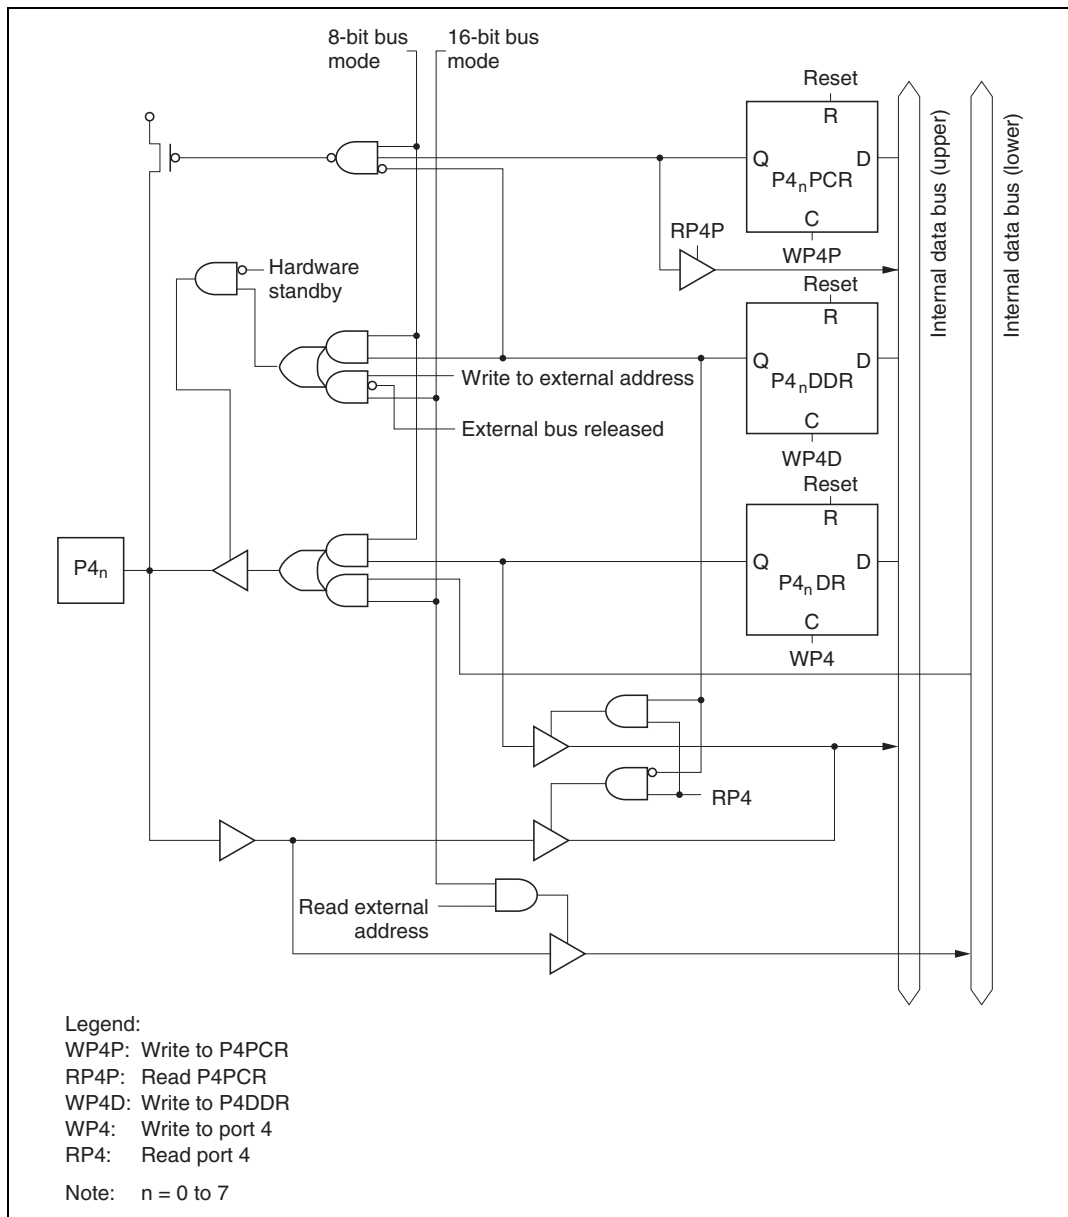 8-bit bus
mode
16-bit bus
mode
Reset
R
Q
D
P4nPCR
C
WP4P
RP4P
Hardware
standby
Reset
R
Q
D
P4nDDR
C
WP4D
Write to external address
External bus released
Reset
R
Q
D
P4nDR
C
WP4
P4n
RP4
Read external
address
Internal data bus (upper)
Internal data bus (lower)
Legend:
WP4P: Write to P4PCR
RP4P: Read P4PCR
WP4D: Write to P4DDR
WP4: Write to port 4
RP4: Read port 4
Note: n = 0 to 7